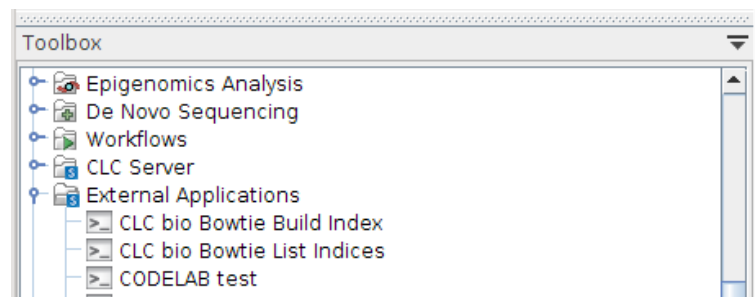 Toolbox
Epigenomics Analysis
De Novo Sequencing
Workflows
CLC Server
External Applications
CLC bio Bowtie Build Index
CLC bio Bowtie List Indices
CODELAB test